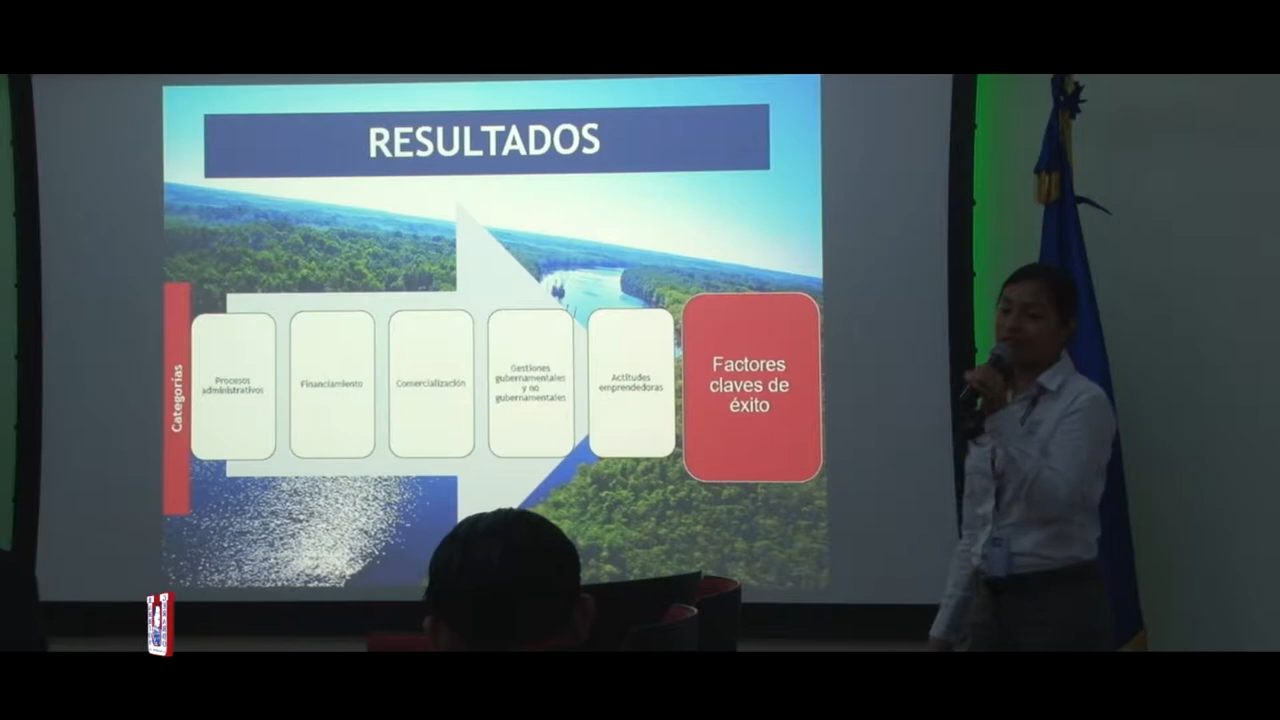 RESULTADOS
Categorías
Procesos
administrativos
Financiamiento
Comercialización
Gestiones
gubernamentales
y no
gubernamentales
Actitudes
emprendedoras
Factores
claves de
éxito